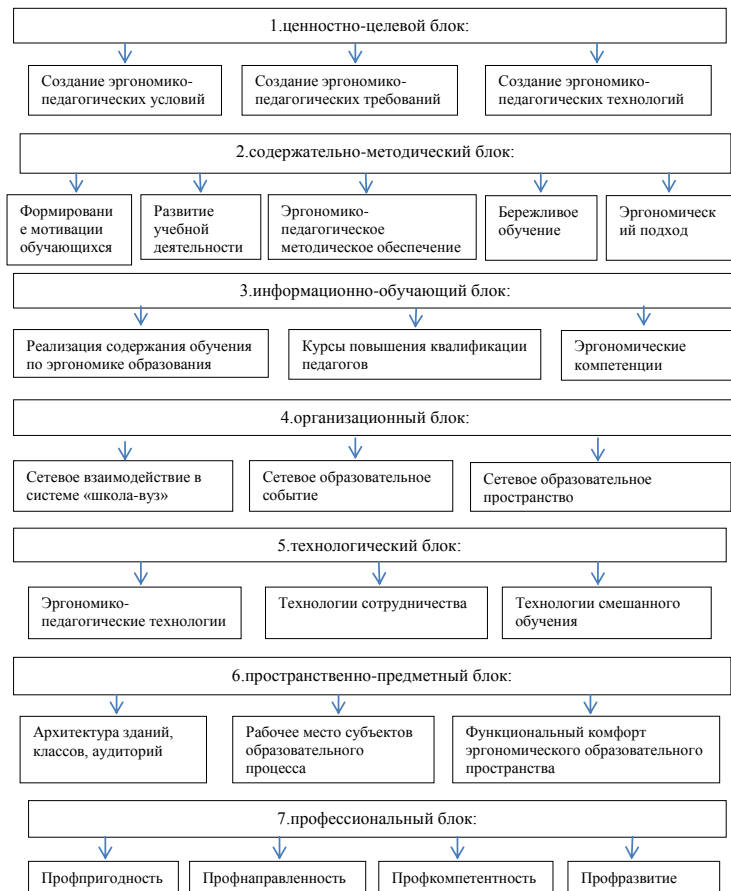 1.ценностно-целевой блок:
Создание эргономико-
педагогических условий
Создание эргономико-
педагогических требований
Создание эргономико-
педагогических технологий
2.содержательно-методический блок:
Формировани
е мотивации
обучающихся
Развитие
учебной
деятельности
Эргономико-
педагогическое
методическое обеспечение
Бережливое
обучение
Эргономическ
ий подход
3.информационно-обучающий блок:
Реализация содержания обучения
по эргономике образования
Курсы повышения квалификации
педагогов
Эргономические
компетенции
4.организационный блок:
Сетевое взаимодействие в
системе «школа-вуз»
Сетевое образовательное
событие
Сетевое образовательное
пространство
5.технологический блок:
Эргономико-
педагогические технологии
Технологии сотрудничества
Технологии смешанного
обучения
6.пространственно-предметный блок:
Архитектура зданий,
классов, аудиторий
Рабочее место субъектов
образовательного
процесса
Функциональный комфорт
эргономического образовательного
пространства
7.профессиональный блок:
Профпригодность
Профнаправленность
Профкомпетентность
Профразвитие